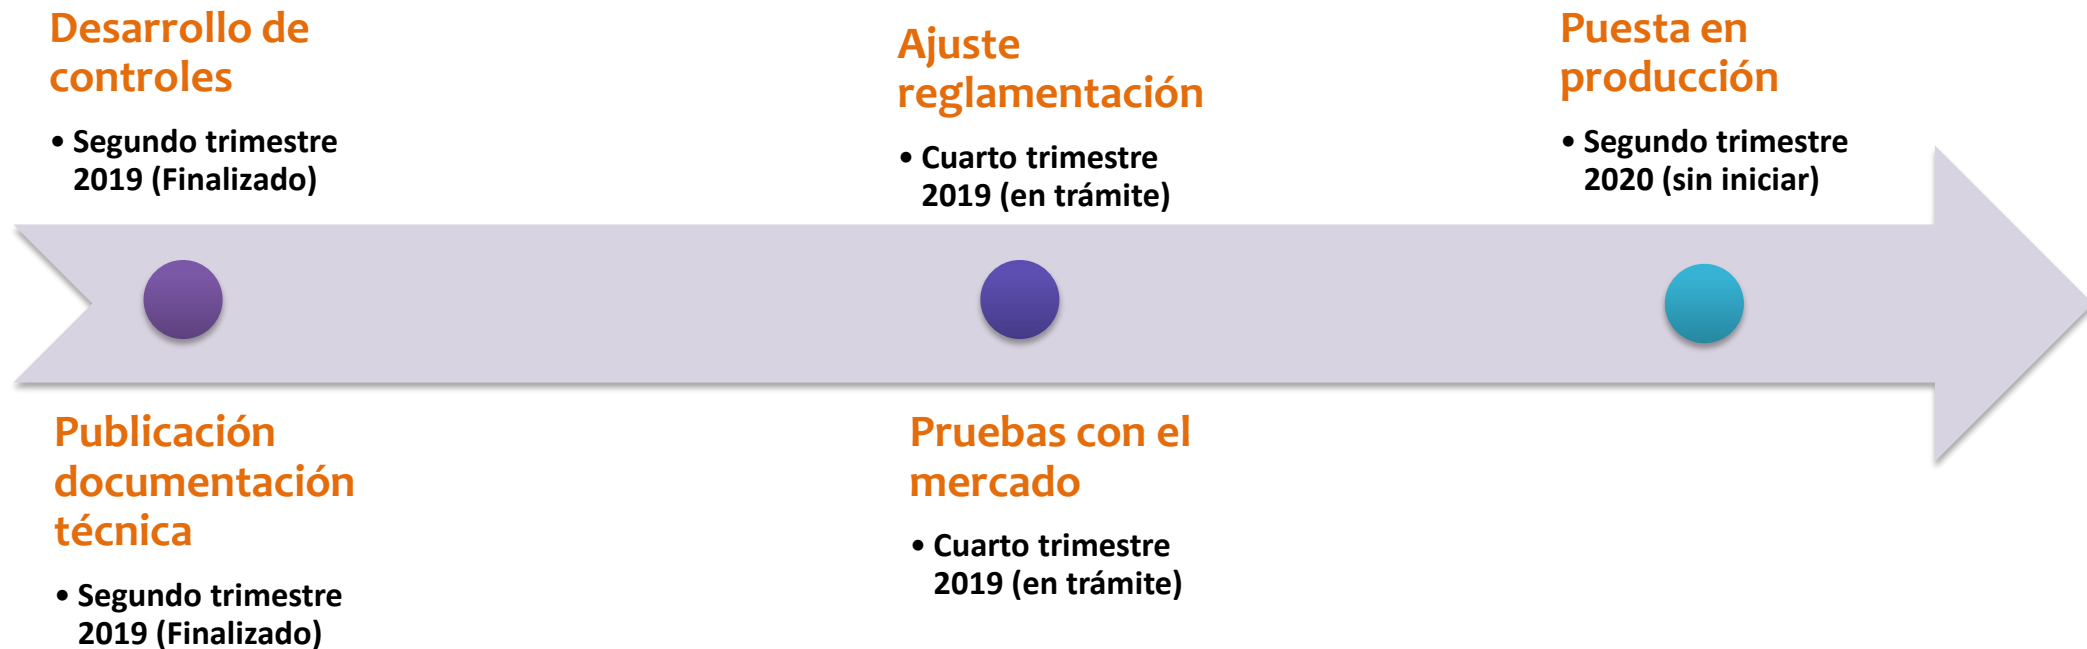 Desarrollo de
controles
• Segundo trimestre
2019 (Finalizado)
Ajuste
reglamentación
• Cuarto trimestre
2019 (en trámite)
Puesta en
producción
• Segundo trimestre
2020 (sin iniciar)
Publicación
documentación
técnica
• Segundo trimestre
2019 (Finalizado)
Pruebas con el
mercado
• Cuarto trimestre
2019 (en trámite)